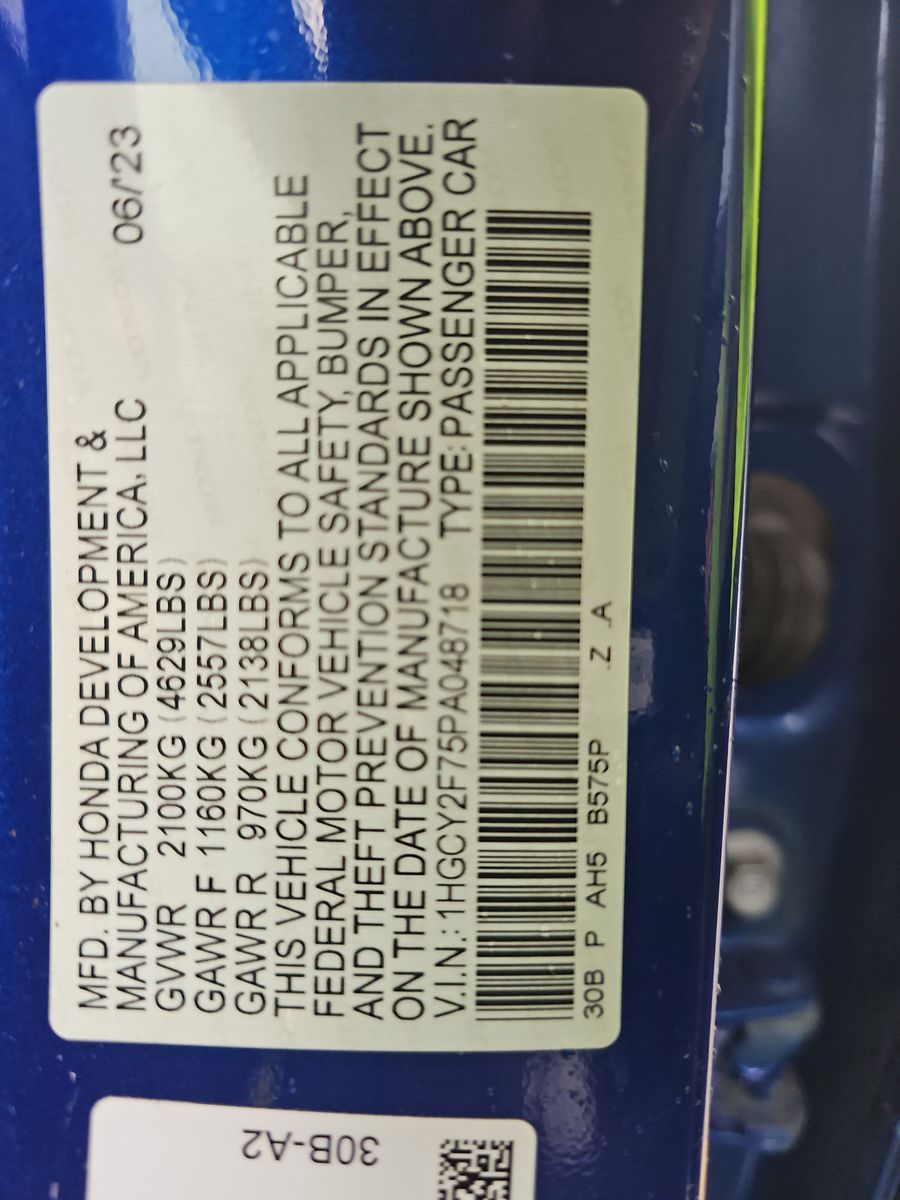 MFD. BY HONDA DEVELOPMENT &
MANUFACTURING OF AMERICA, LLC 06/'23
GVWR 2100KG (4629LBS)
GAWR F 1160KG (2557LBS)
GAWR R 970KG (2138LBS)
THIS VEHICLE CONFORMS TO ALL APPLICABLE
FEDERAL MOTOR VEHICLE SAFETY, BUMPER,
AND THEFT PREVENTION STANDARDS IN EFFECT
ON THE DATE OF MANUFACTURE SHOWN ABOVE.
V.I.N.: 1HGCY2F75PA048718 TYPE: PASSENGER CAR
30B P AH5 B575P .Z .A
30B-A2